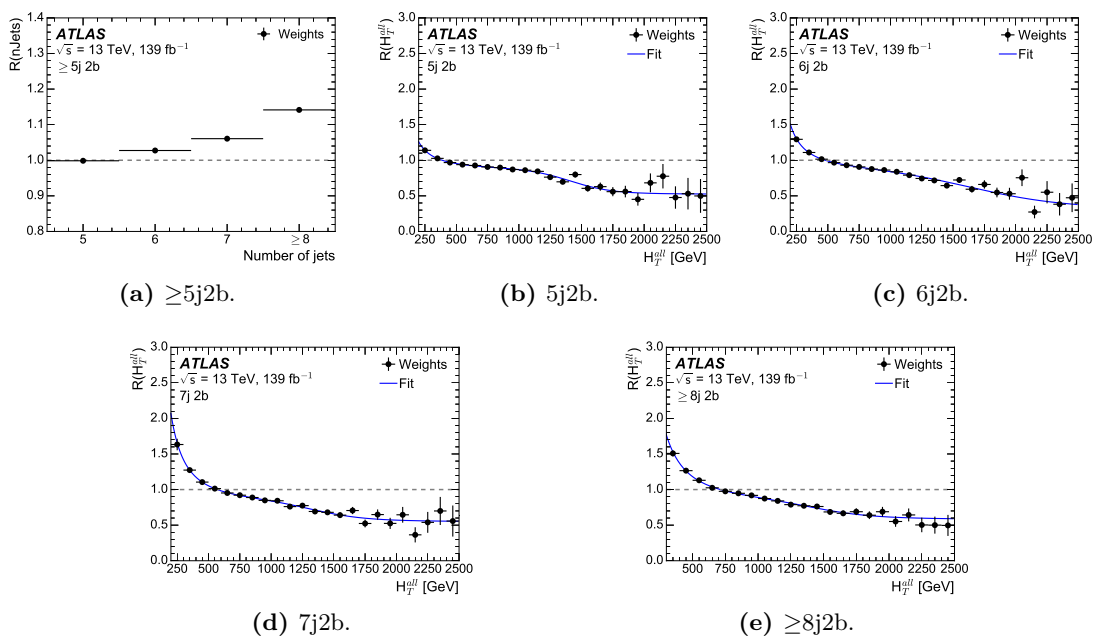 R(nJets)
1.4
1.3
1.2
1.1
1.0
0.9
0.8
ATLAS
√s = 13 TeV, 139 fb⁻¹
≥ 5j 2b
Weights
5 6 7 ≥8
Number of jets
(a) ≥5j2b.
R(H_T^all)
3.0
2.5
2.0
1.5
1.0
0.5
0.0
ATLAS
√s = 13 TeV, 139 fb⁻¹
5j 2b
Weights
Fit
250 500 750 1000 1250 1500 1750 2000 2250 2500
H_T^all [GeV]
(b) 5j2b.
R(H_T^all)
3.0
2.5
2.0
1.5
1.0
0.5
0.0
ATLAS
√s = 13 TeV, 139 fb⁻¹
6j 2b
Weights
Fit
250 500 750 1000 1250 1500 1750 2000 2250 2500
H_T^all [GeV]
(c) 6j2b.
R(H_T^all)
3.0
2.5
2.0
1.5
1.0
0.5
0.0
ATLAS
√s = 13 TeV, 139 fb⁻¹
7j 2b
Weights
Fit
250 500 750 1000 1250 1500 1750 2000 2250 2500
H_T^all [GeV]
(d) 7j2b.
R(H_T^all)
3.0
2.5
2.0
1.5
1.0
0.5
0.0
ATLAS
√s = 13 TeV, 139 fb⁻¹
≥ 8j 2b
Weights
Fit
500 750 1000 1250 1500 1750 2000 2250 2500
H_T^all [GeV]
(e) ≥8j2b.